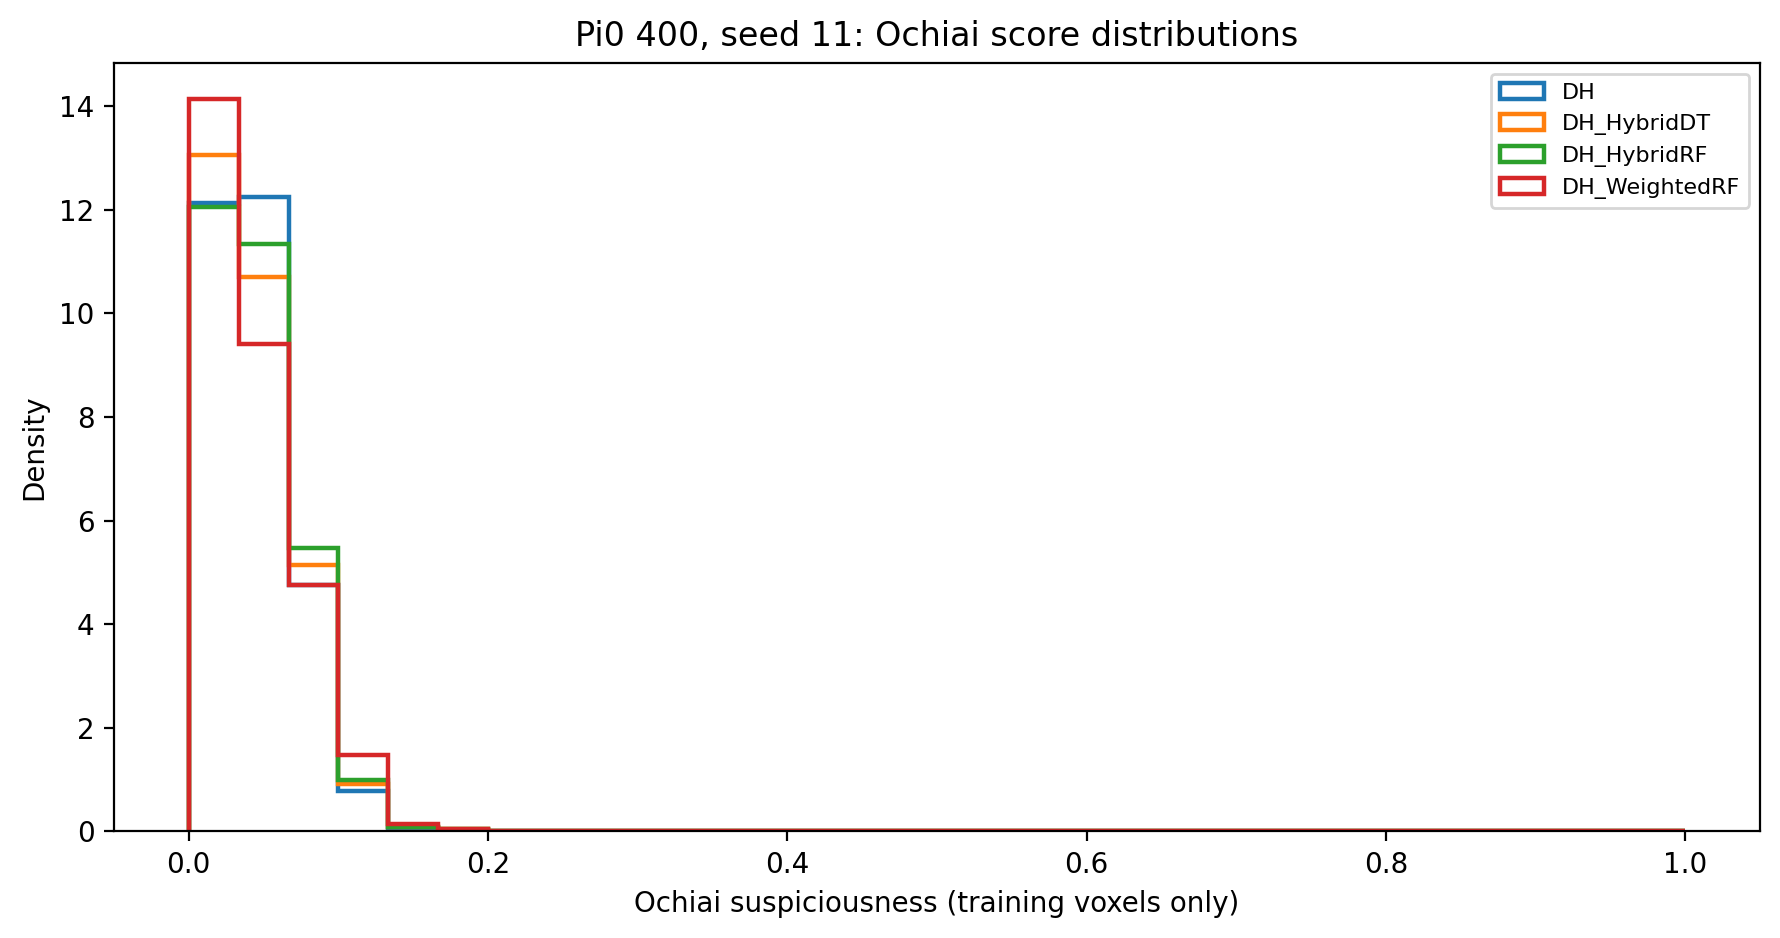 Pi0 400, seed 11: Ochiai score distributions
DH
DH_HybridDT
DH_HybridRF
DH_WeightedRF
14
12
10
8
6
4
2
0
Density
0.0 0.2 0.4 0.6 0.8 1.0
Ochiai suspiciousness (training voxels only)